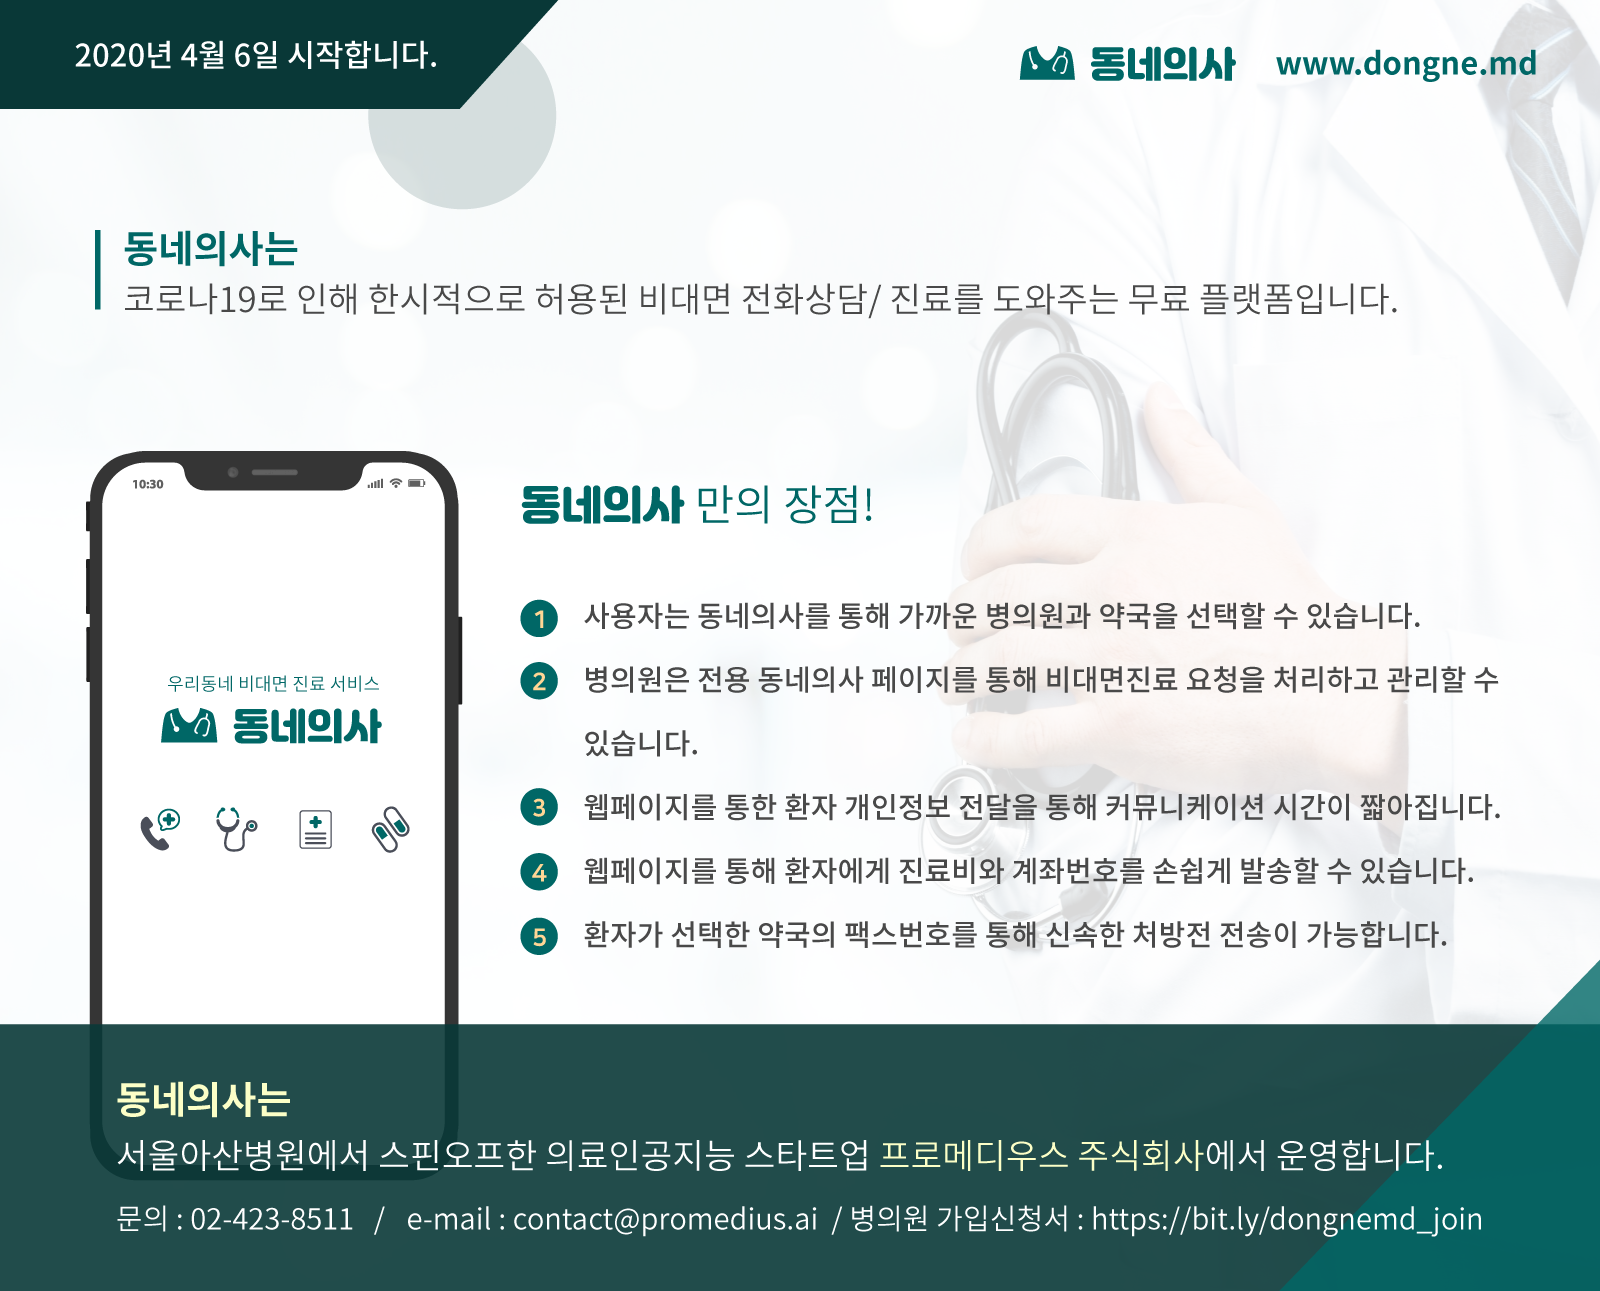 2020년 4월 6일 시작합니다.
동네의사 www.dongne.md
동네의사는
코로나19로 인해 한시적으로 허용된 비대면 전화상담/ 진료를 도와주는 무료 플랫폼입니다.
10:30
우리동네 비대면 진료 서비스
동네의사
동네의사 만의 장점!
1 사용자는 동네의사를 통해 가까운 병의원과 약국을 선택할 수 있습니다.
2 병의원은 전용 동네의사 페이지를 통해 비대면진료 요청을 처리하고 관리할 수
있습니다.
3 웹페이지를 통한 환자 개인정보 전달을 통해 커뮤니케이션 시간이 짧아집니다.
4 웹페이지를 통해 환자에게 진료비와 계좌번호를 손쉽게 발송할 수 있습니다.
5 환자가 선택한 약국의 팩스번호를 통해 신속한 처방전 전송이 가능합니다.
동네의사는
서울아산병원에서 스핀오프한 의료인공지능 스타트업 프로메디우스 주식회사에서 운영합니다.
문의 : 02-423-8511 / e-mail : contact@promedius.ai / 병의원 가입신청서 : https://bit.ly/dongnemd_join